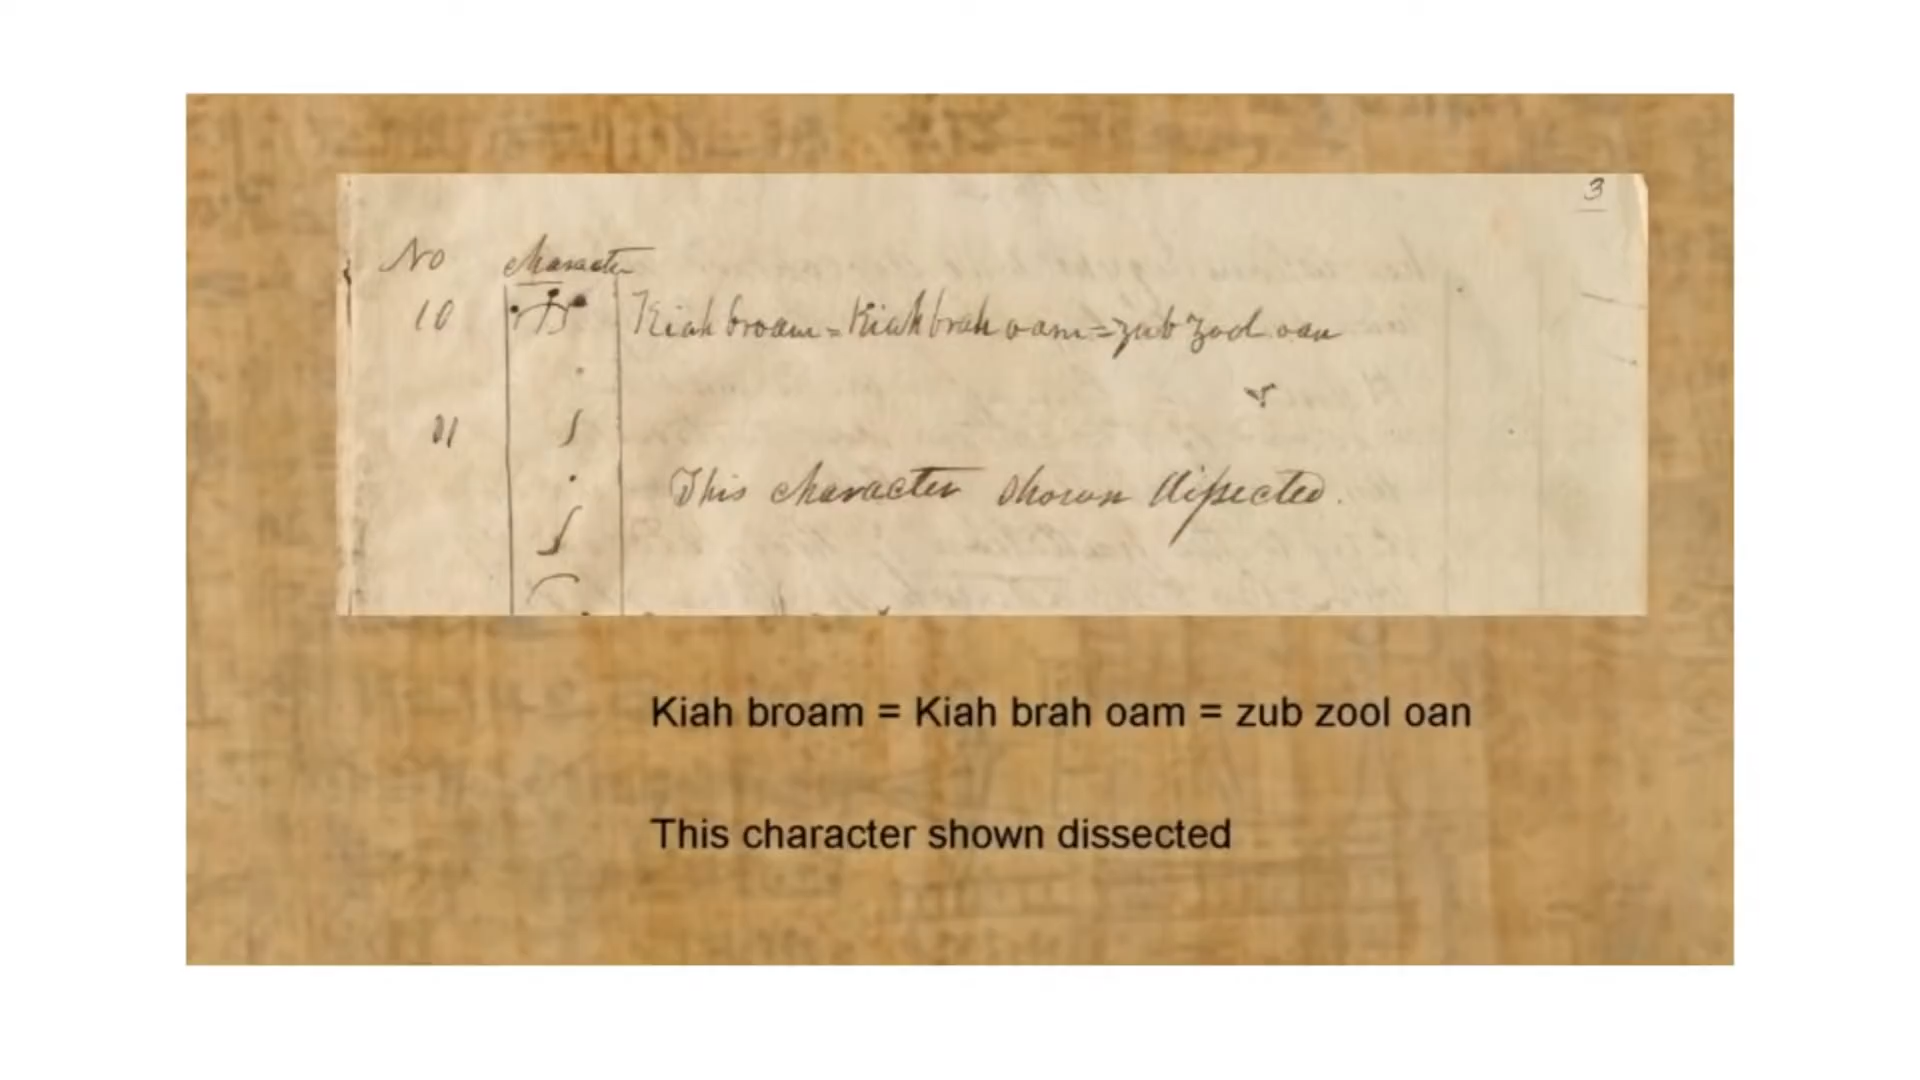 3
No Character
10 Kiah broam = Kiah brah oam = zub zool oan
11
This character shown dissected.
Kiah broam = Kiah brah oam = zub zool oan
This character shown dissected